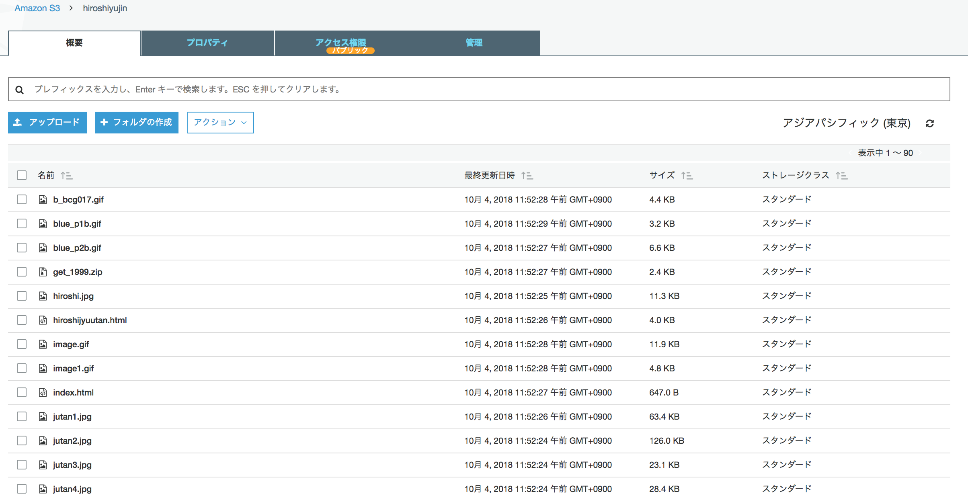 Amazon S3 > hiroshiyujin
概要 プロパティ アクセス権限 管理
パブリック
プレフィックスを入力し、Enter キーで検索します。ESC を押してクリアします。
アップロード + フォルダの作成 アクション アジアパシフィック (東京)
表示中 1 ～ 90
名前 最終更新日時 サイズ ストレージクラス
b_bcg017.gif 10月 4, 2018 11:52:28 午前 GMT+0900 4.4 KB スタンダード
blue_p1b.gif 10月 4, 2018 11:52:29 午前 GMT+0900 3.2 KB スタンダード
blue_p2b.gif 10月 4, 2018 11:52:27 午前 GMT+0900 6.6 KB スタンダード
get_1999.zip 10月 4, 2018 11:52:27 午前 GMT+0900 2.4 KB スタンダード
hiroshi.jpg 10月 4, 2018 11:52:25 午前 GMT+0900 11.3 KB スタンダード
hiroshijyuutan.html 10月 4, 2018 11:52:26 午前 GMT+0900 4.0 KB スタンダード
image.gif 10月 4, 2018 11:52:28 午前 GMT+0900 11.9 KB スタンダード
image1.gif 10月 4, 2018 11:52:28 午前 GMT+0900 4.8 KB スタンダード
index.html 10月 4, 2018 11:52:27 午前 GMT+0900 647.0 B スタンダード
jutan1.jpg 10月 4, 2018 11:52:26 午前 GMT+0900 63.4 KB スタンダード
jutan2.jpg 10月 4, 2018 11:52:24 午前 GMT+0900 126.0 KB スタンダード
jutan3.jpg 10月 4, 2018 11:52:24 午前 GMT+0900 23.1 KB スタンダード
jutan4.jpg 10月 4, 2018 11:52:29 午前 GMT+0900 28.4 KB スタンダード